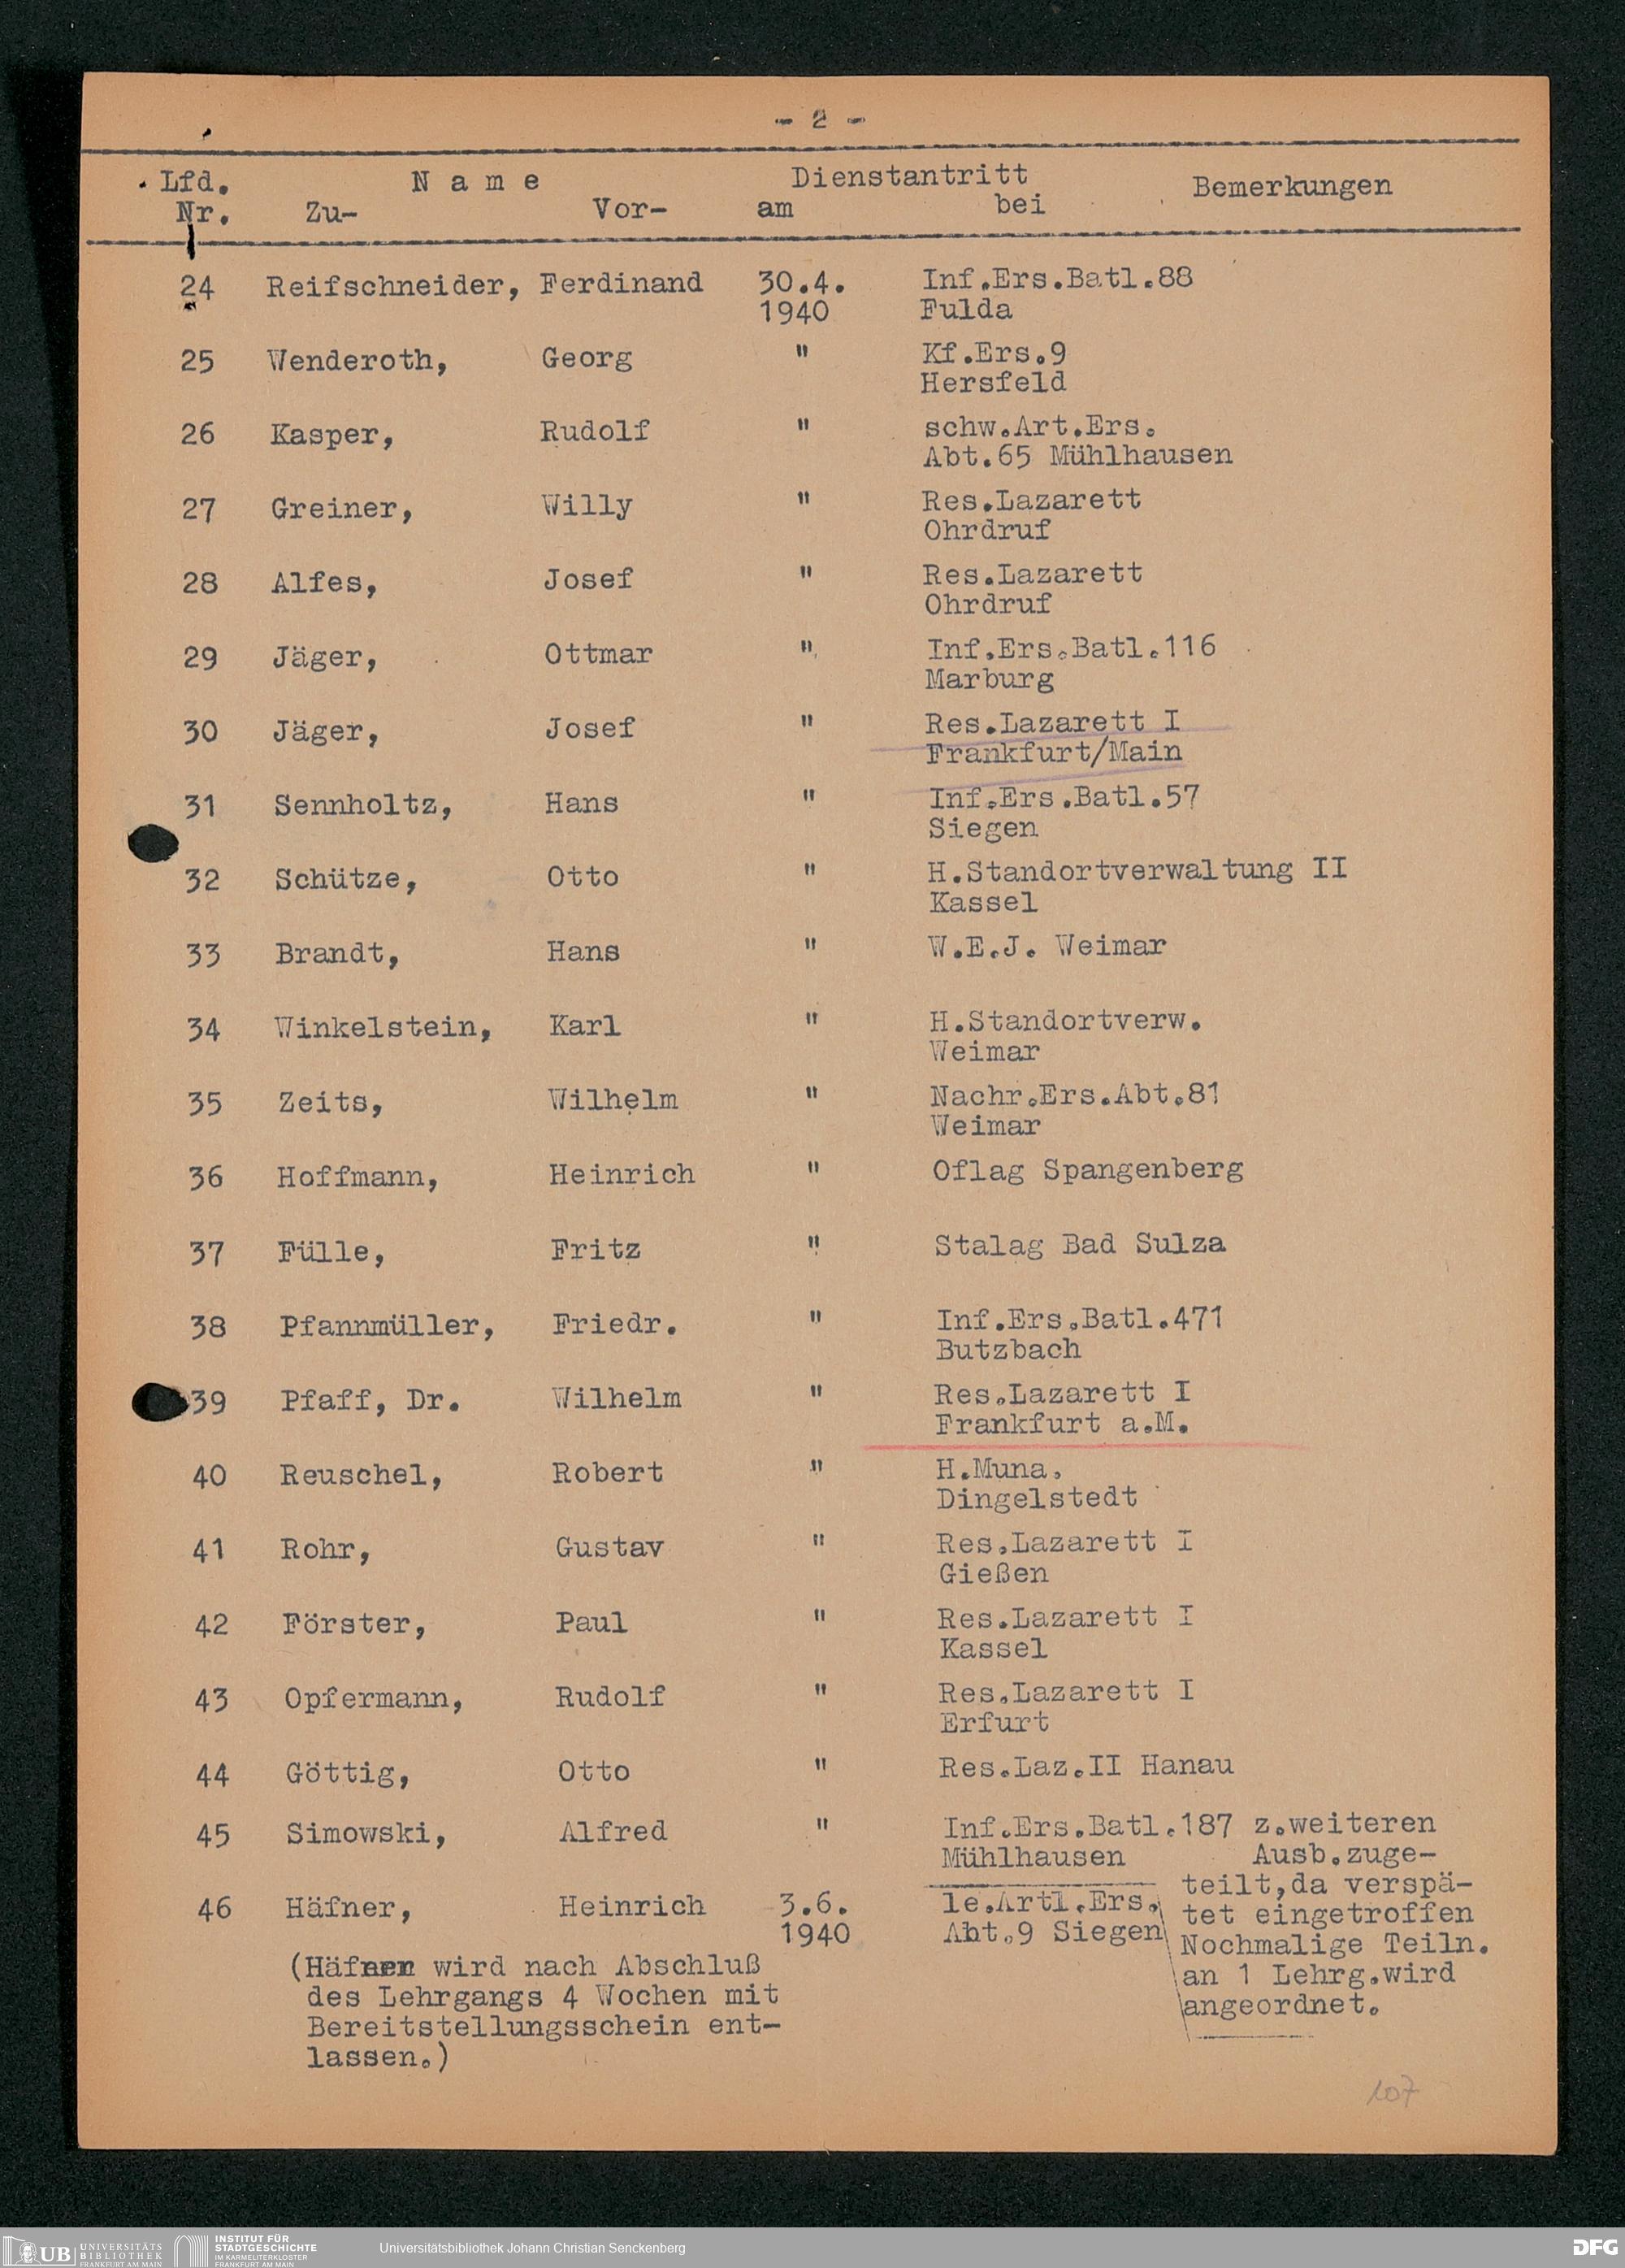 - 2 -
Lfd. N a m e Dienstantritt Bemerkungen
Nr. Zu- Vor- am bei
24 Reifschneider, Ferdinand 30.4. Inf.Ers.Batl.88
1940 Fulda
25 Wenderoth, Georg " Kf.Ers.9
Hersfeld
26 Kasper, Rudolf " schw.Art.Ers.
Abt.65 Mühlhausen
27 Greiner, Willy " Res.Lazarett
Ohrdruf
28 Alfes, Josef " Res.Lazarett
Ohrdruf
29 Jäger, Ottmar " Inf.Ers.Batl.116
Marburg
30 Jäger, Josef " Res.Lazarett I
Frankfurt/Main
31 Sennholtz, Hans " Inf.Ers.Batl.57
Siegen
32 Schütze, Otto " H.Standortverwaltung II
Kassel
33 Brandt, Hans " W.E.J. Weimar
34 Winkelstein, Karl " H.Standortverw.
Weimar
35 Zeits, Wilhelm " Nachr.Ers.Abt.81
Weimar
36 Hoffmann, Heinrich " Oflag Spangenberg
37 Fülle, Fritz " Stalag Bad Sulza
38 Pfannmüller, Friedr. " Inf.Ers.Batl.471
Butzbach
39 Pfaff, Dr. Wilhelm " Res.Lazarett I
Frankfurt a.M.
40 Reuschel, Robert " H.Muna.
Dingelstedt
41 Rohr, Gustav " Res.Lazarett I
Gießen
42 Förster, Paul " Res.Lazarett I
Kassel
43 Opfermann, Rudolf " Res.Lazarett I
Erfurt
44 Göttig, Otto " Res.Laz.II Hanau
45 Simowski, Alfred " Inf.Ers.Batl.187 z.weiteren
Mühlhausen Ausb.zuge-
teilt,da verspä-
46 Häfner, Heinrich 3.6. le.Artl.Ers. tet eingetroffen
1940 Abt.9 Siegen Nochmalige Teiln.
an 1 Lehrg.wird
angeordnet.
(Häfner wird nach Abschluß
des Lehrgangs 4 Wochen mit
Bereitstellungsschein ent-
lassen.)
107
UB UNIVERSITÄTS
BIBLIOTHEK
FRANKFURT AM MAIN
INSTITUT FÜR
STADTGESCHICHTE
IM KARMELITERKLOSTER
FRANKFURT AM MAIN
Universitätsbibliothek Johann Christian Senckenberg
DFG